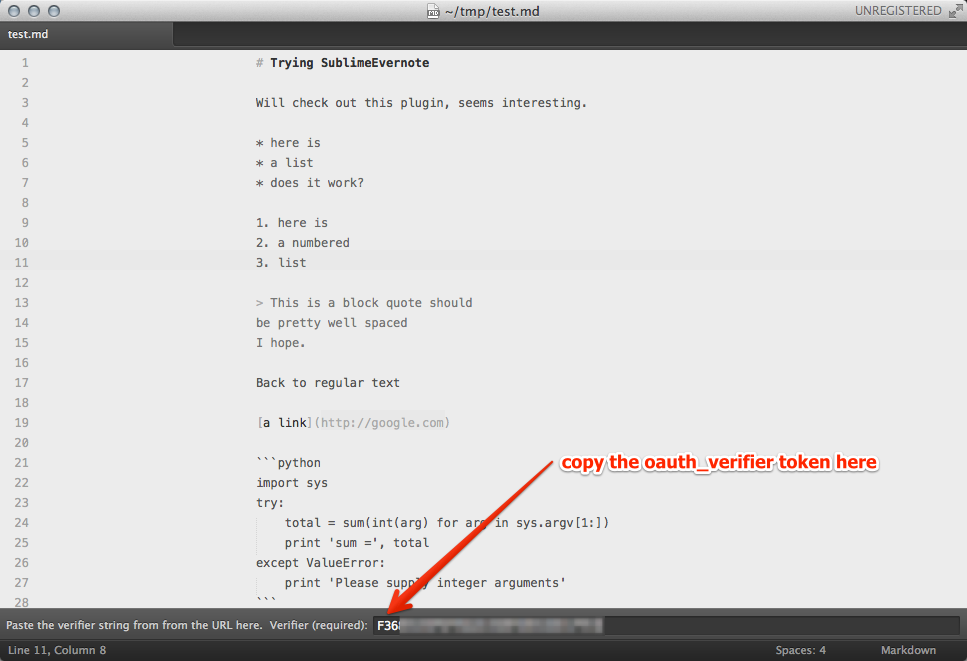 ~/tmp/test.md
UNREGISTERED
test.md
1 # Trying SublimeEvernote
2
3 Will check out this plugin, seems interesting.
4
5 * here is
6 * a list
7 * does it work?
8
9 1. here is
10 2. a numbered
11 3. list
12
13 > This is a block quote should
14 be pretty well spaced
15 I hope.
16
17 Back to regular text
18
19 [a link](http://google.com)
20
21 ```python
copy the oauth_verifier token here
22 import sys
23 try:
24 total = sum(int(arg) for arg in sys.argv[1:])
25 print 'sum =', total
26 except ValueError:
27 print 'Please supply integer arguments'
28 ```
Paste the verifier string from from the URL here. Verifier (required): F36
Line 11, Column 8
Spaces: 4
Markdown